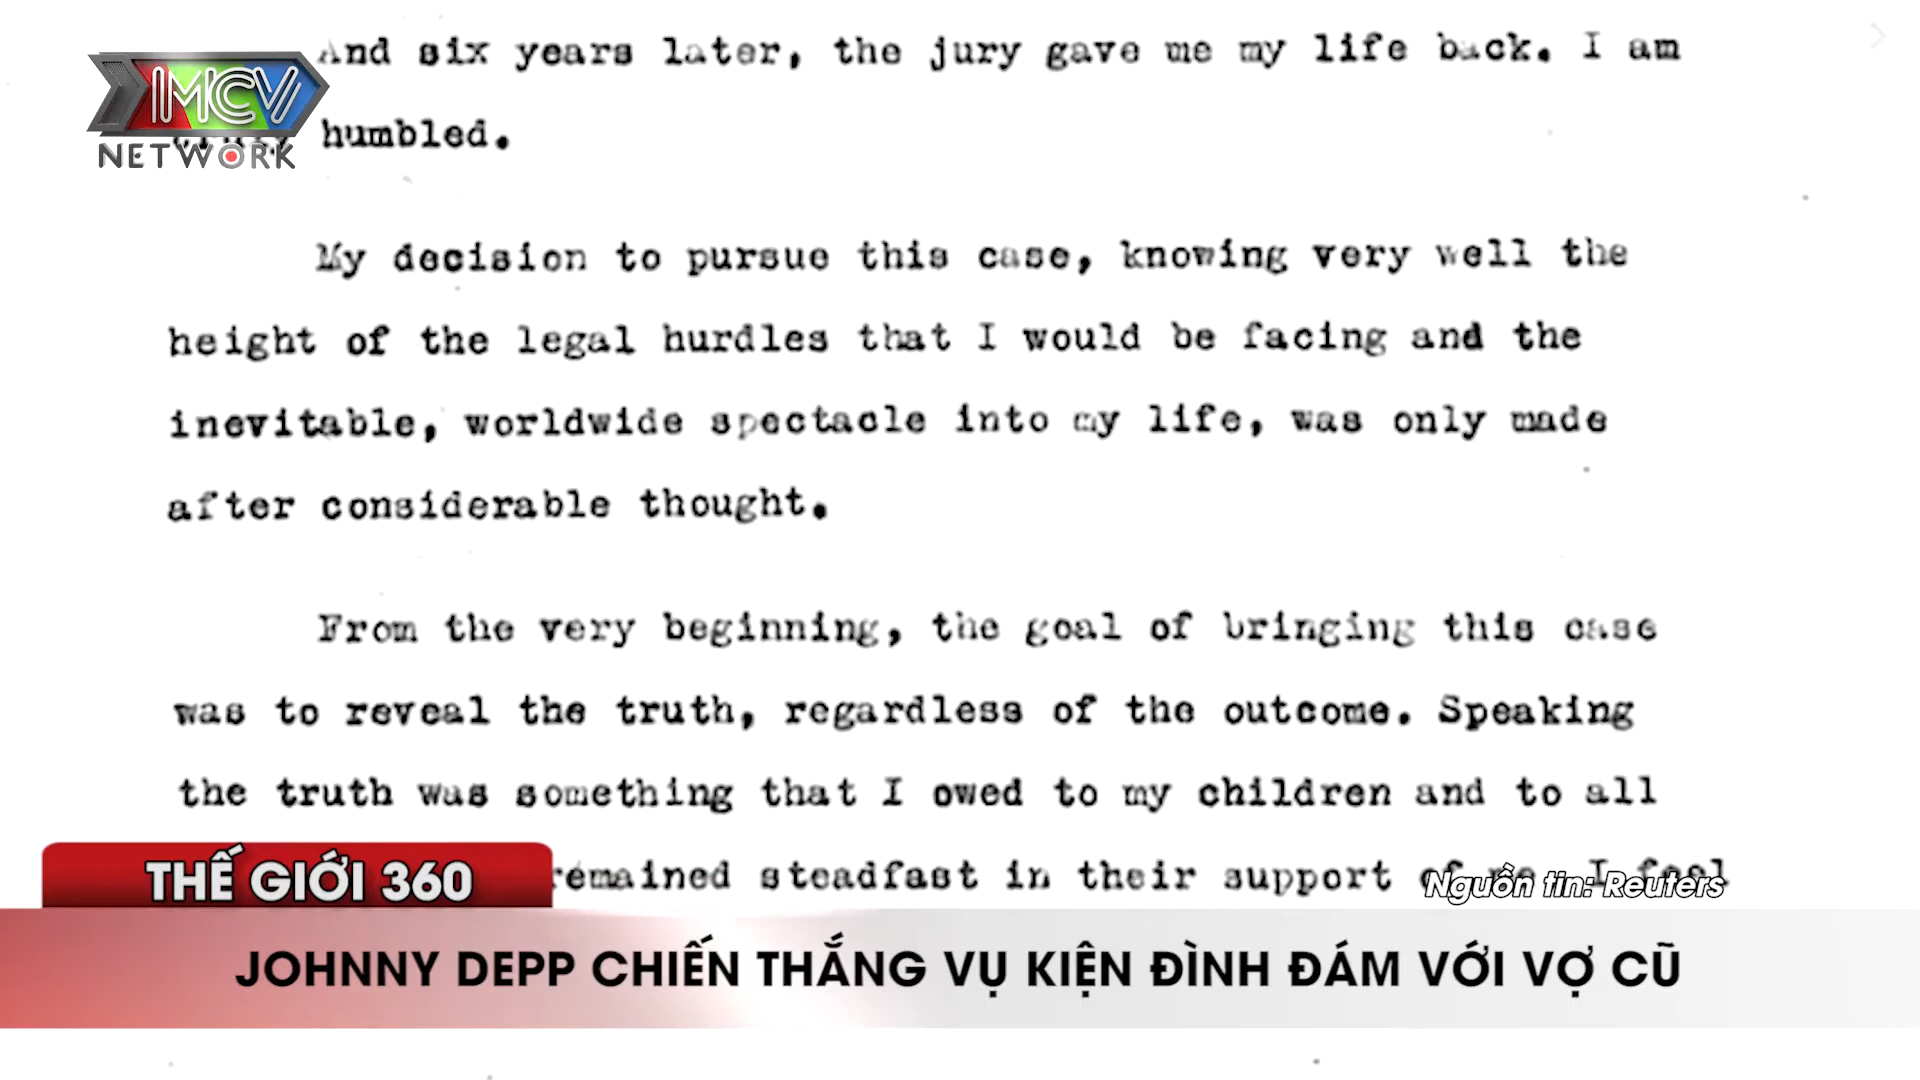 And six years later, the jury gave me my life back. I am
MCV
NETWORK
humbled.
My decision to pursue this case, knowing very well the
height of the legal hurdles that I would be facing and the
inevitable, worldwide spectacle into my life, was only made
after considerable thought.
From the very beginning, the goal of bringing this case
was to reveal the truth, regardless of the outcome. Speaking
the truth was something that I owed to my children and to all
remained steadfast in their support of me. I feel
THẾ GIỚI 360
Nguồn tin: Reuters
JOHNNY DEPP CHIẾN THẮNG VỤ KIỆN ĐÌNH ĐÁM VỚI VỢ CŨ